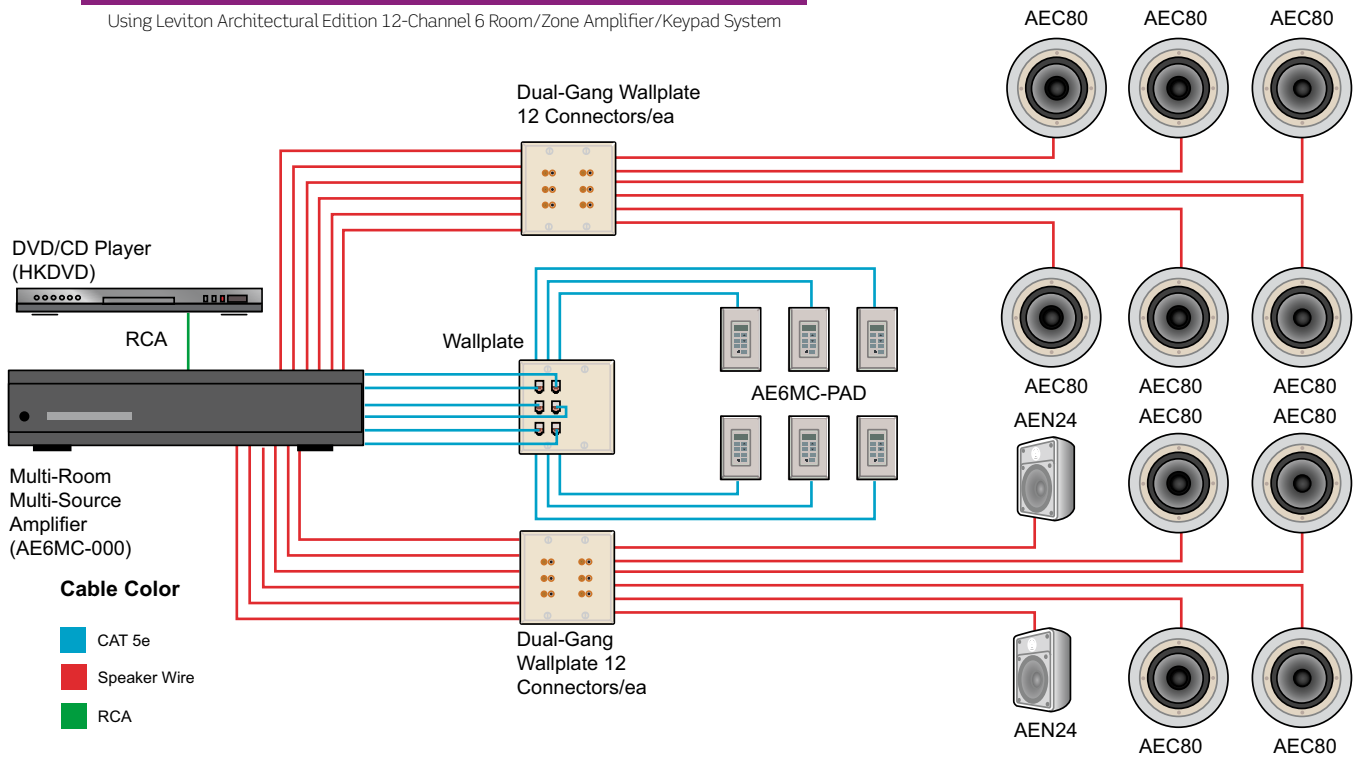 Using Leviton Architectural Edition 12-Channel 6 Room/Zone Amplifier/Keypad System
AEC80
AEC80
AEC80
Dual-Gang Wallplate
12 Connectors/ea
DVD/CD Player
(HKDVD)
RCA
Wallplate
AE6MC-PAD
AEC80
AEC80
AEC80
AEN24
AEC80
AEC80
Multi-Room
Multi-Source
Amplifier
(AE6MC-000)
Cable Color
CAT 5e
Speaker Wire
RCA
Dual-Gang
Wallplate 12
Connectors/ea
AEN24
AEC80
AEC80